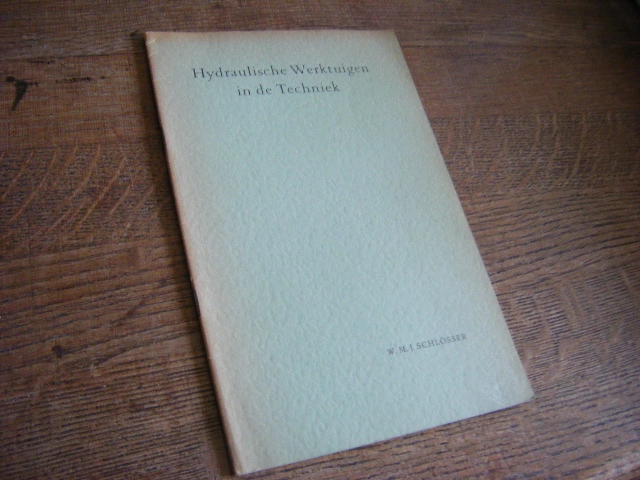 Hydraulische Werktuigen
in de Techniek
W. M. J. SCHLÖSSER